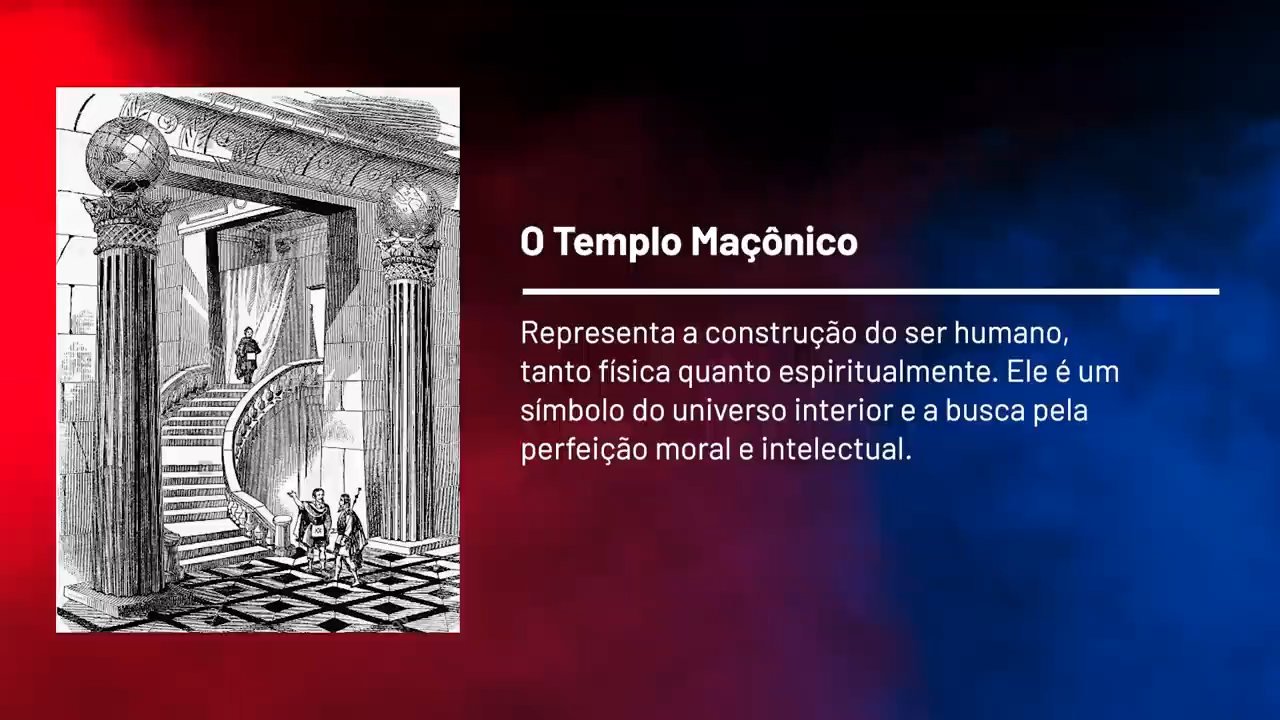 O Templo Maçônico
Representa a construção do ser humano,
tanto física quanto espiritualmente. Ele é um
símbolo do universo interior e a busca pela
perfeição moral e intelectual.